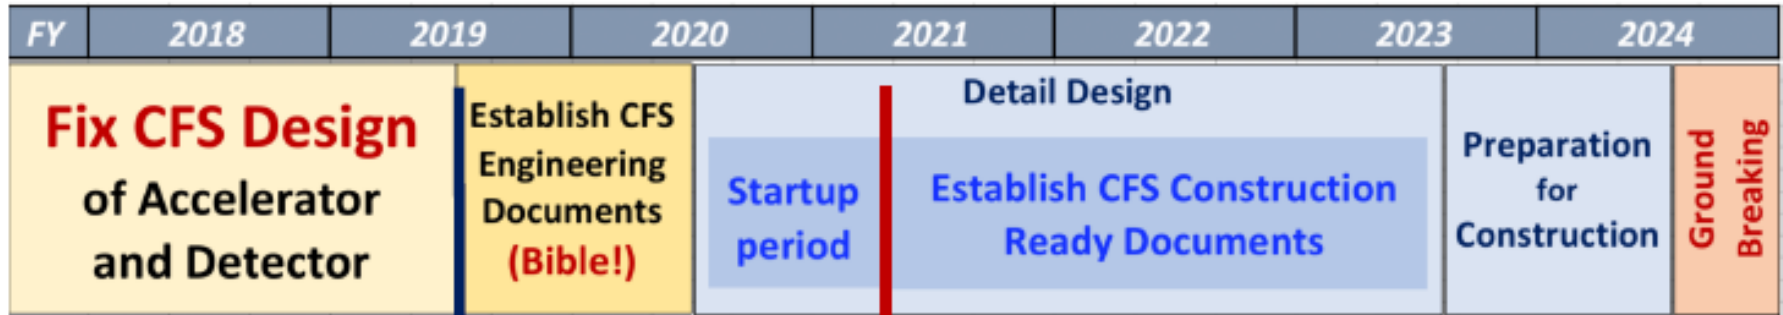 FY 2018 2019 2020 2021 2022 2023 2024
Fix CFS Design
of Accelerator
and Detector
Establish CFS
Engineering
Documents
(Bible!)
Detail Design
Startup
period
Establish CFS Construction
Ready Documents
Preparation
for
Construction
Ground
Breaking